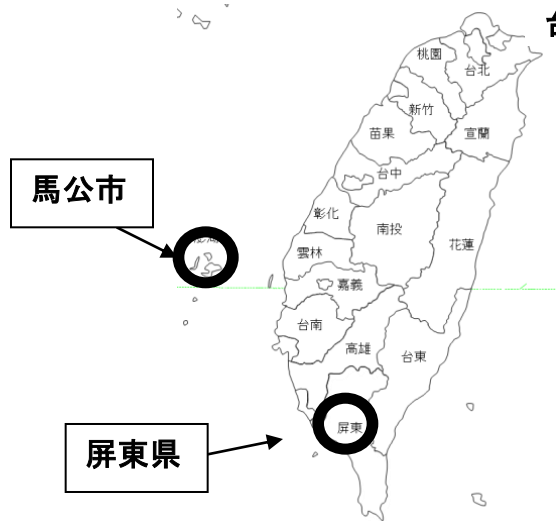 台
桃園
台北
新竹
苗果
宜蘭
台中
馬公市
彰化
南投
花蓮
雲林
嘉義
台南
高雄
台東
屏東
屏東県